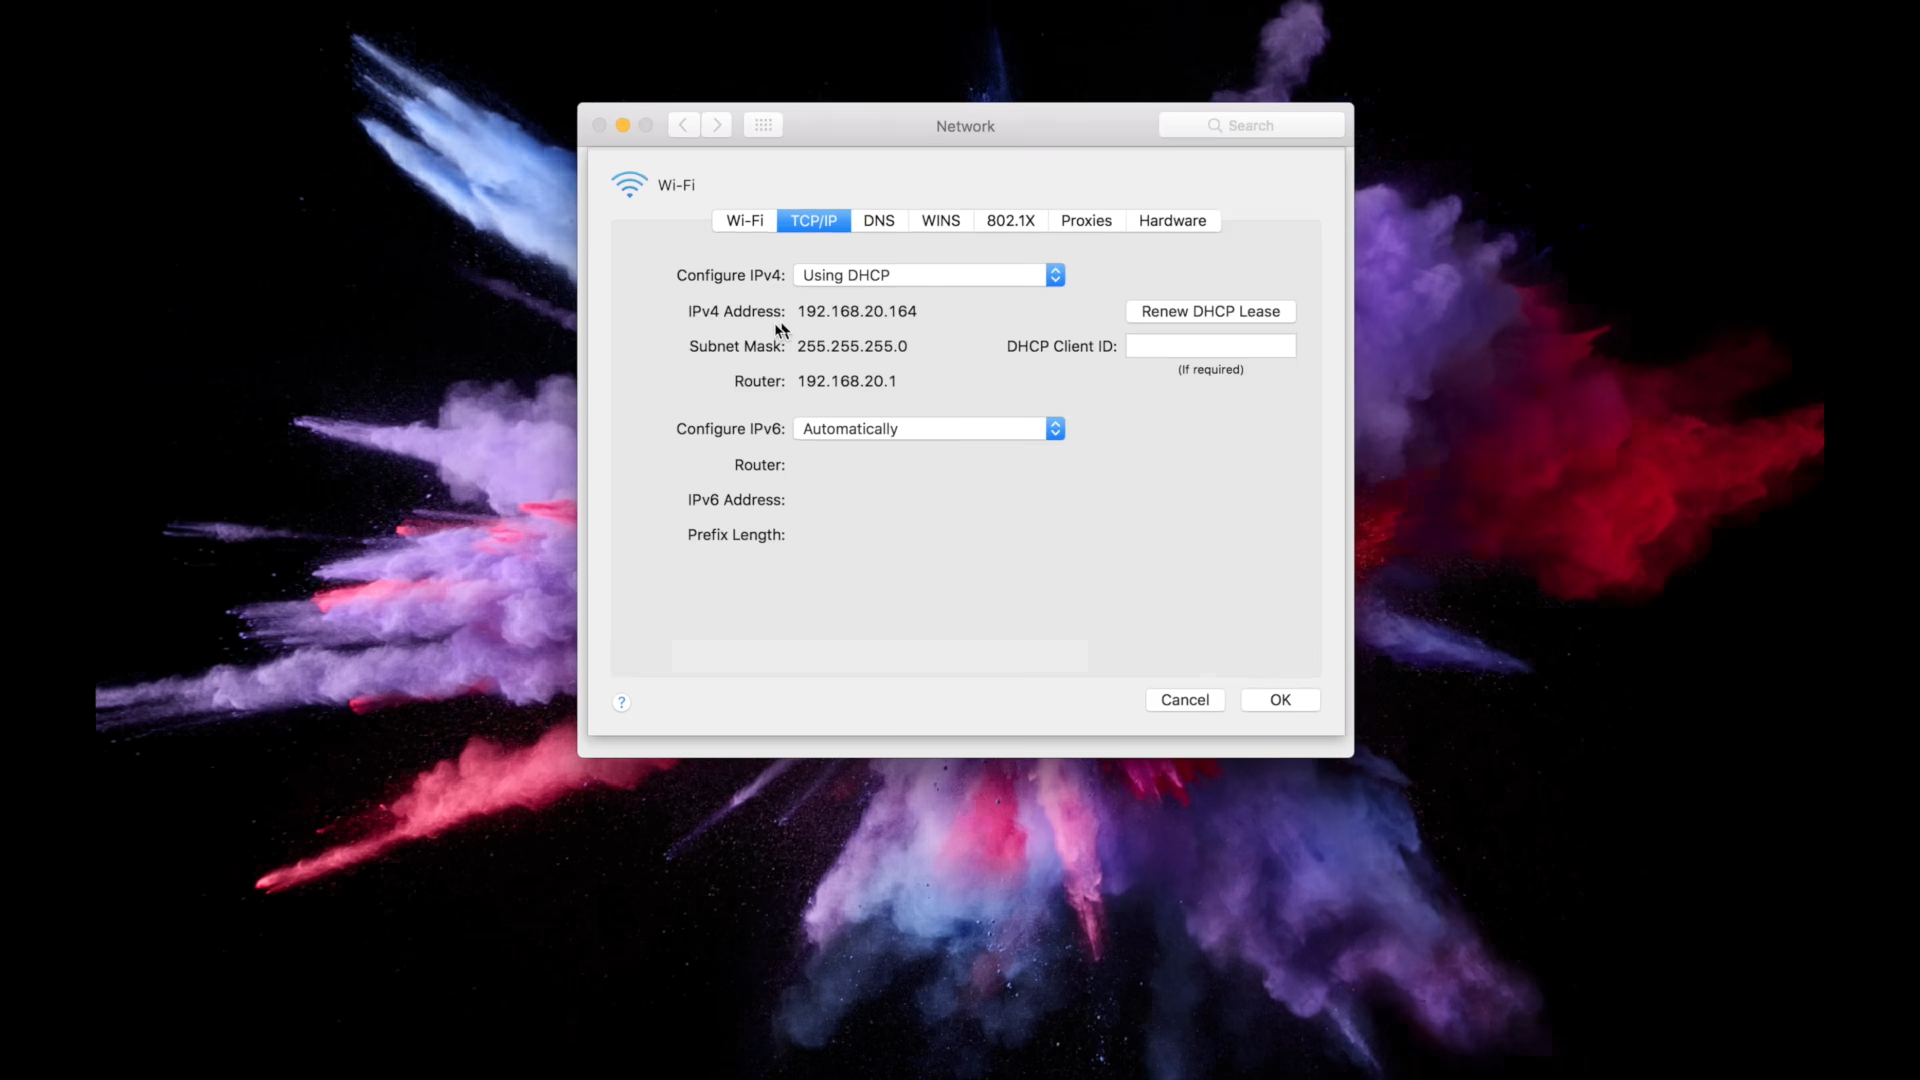 Network
Search
Wi-Fi
Wi-Fi TCP/IP DNS WINS 802.1X Proxies Hardware
Configure IPv4: Using DHCP
IPv4 Address: 192.168.20.164 Renew DHCP Lease
Subnet Mask: 255.255.255.0 DHCP Client ID:
(If required)
Router: 192.168.20.1
Configure IPv6: Automatically
Router:
IPv6 Address:
Prefix Length:
? Cancel OK